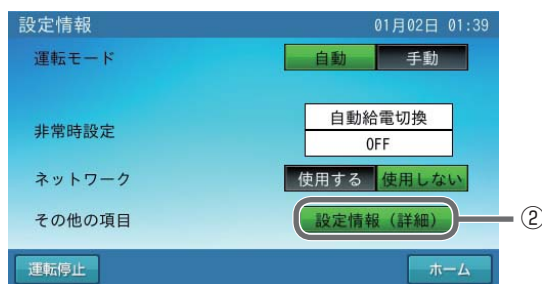 設定情報 01月02日 01:39
運転モード 自動 手動
非常時設定 自動給電切換
OFF
ネットワーク 使用する 使用しない
その他の項目 設定情報（詳細） ②
運転停止 ホーム